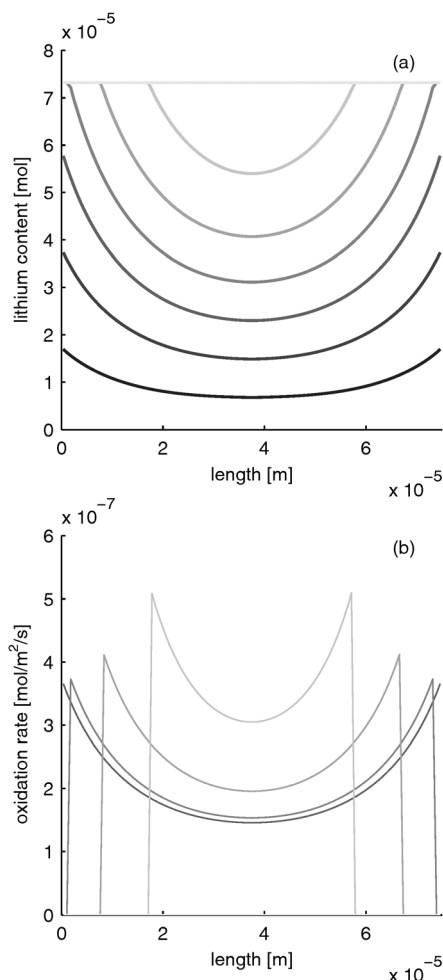 x 10⁻⁵
8
(a)
7
6
5
4
3
2
1
0
lithium content [mol]
0 2 4 6
length [m]
x 10⁻⁵
x 10⁻⁷
6
(b)
5
4
3
2
1
0
oxidation rate [mol/m²/s]
0 2 4 6
length [m]
x 10⁻⁵